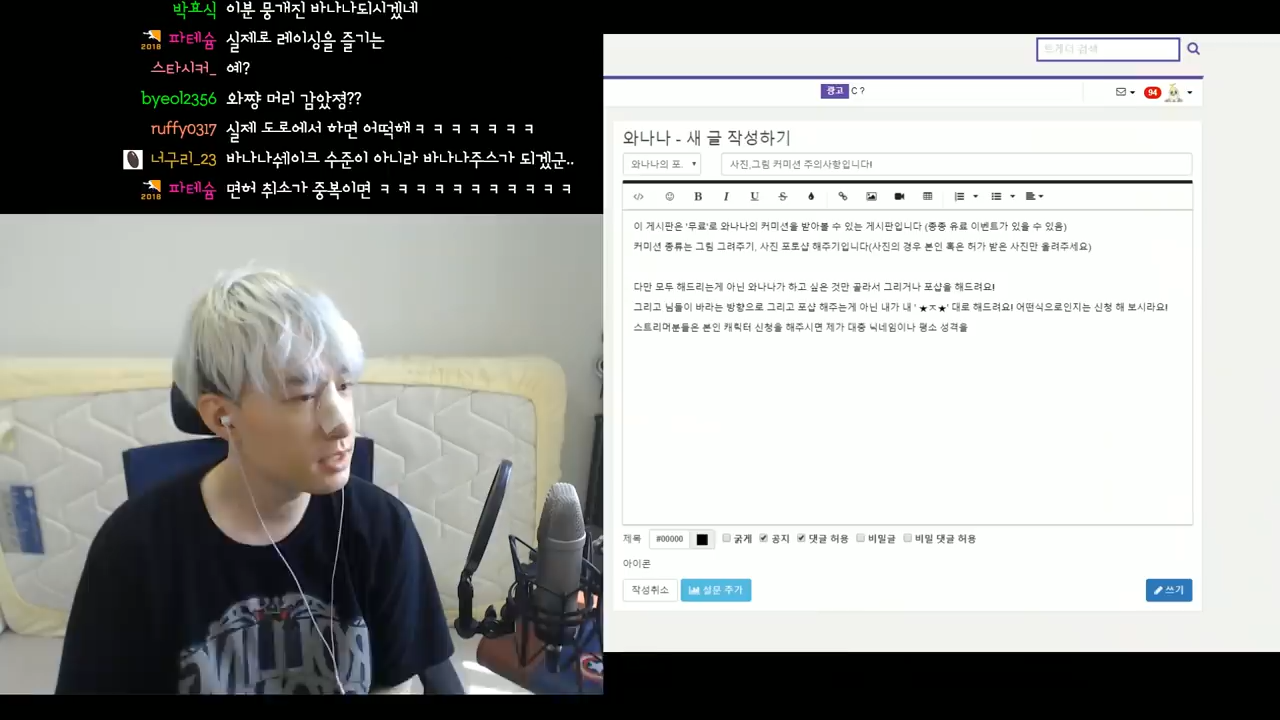 박효식 이분 뭉개진 바나나되시겠네
2018 파테슘 실제로 레이싱을 즐기는
스타시커_ 예?
byeol2356 와쨩 머리 감았졍??
ruffy0317 실제 도로에서 하면 어떡해 ㅋ ㅋ ㅋ ㅋ ㅋ ㅋ ㅋ
너구리_23 바나나쉐이크 수준이 아니라 바나나주스가 되겠군..
2018 파테슘 면허 취소가 중복이면 ㅋ ㅋ ㅋ ㅋ ㅋ ㅋ ㅋ ㅋ ㅋ ㅋ ㅋ
트게더 검색
광고 C ?
94
와나나 - 새 글 작성하기
와나나의 포.
사진,그림 커미션 주의사항입니다!
이 게시판은 '무료'로 와나나의 커미션을 받아볼 수 있는 게시판입니다 (종종 유료 이벤트가 있을 수 있음)
커미션 종류는 그림 그려주기, 사진 포토샵 해주기입니다(사진의 경우 본인 혹은 허가 받은 사진만 올려주세요)
다만 모두 해드리는게 아닌 와나나가 하고 싶은 것만 골라서 그리거나 포샵을 해드려요!
그리고 님들이 바라는 방향으로 그리고 포샵 해주는게 아닌 내가 내 ' ★ㅈ★' 대로 해드려요! 어떤식으로인지는 신청 해 보시라요!
스트리머분들은 본인 캐릭터 신청을 해주시면 제가 대충 닉네임이나 평소 성격을
제목 #00000 굵게 공지 댓글 허용 비밀글 비밀 댓글 허용
아이콘
작성취소 설문 추가 쓰기